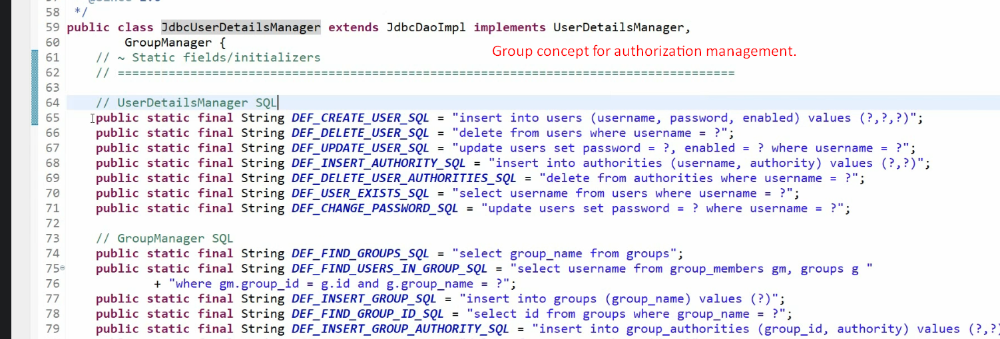 58 */
59 public class JdbcUserDetailsManager extends JdbcDaoImpl implements UserDetailsManager,
60 GroupManager {
Group concept for authorization management.
61 // ~ Static fields/initializers
62 // =====================================================================================
63
64 // UserDetailsManager SQL
65 public static final String DEF_CREATE_USER_SQL = "insert into users (username, password, enabled) values (?,?,?)";
66 public static final String DEF_DELETE_USER_SQL = "delete from users where username = ?";
67 public static final String DEF_UPDATE_USER_SQL = "update users set password = ?, enabled = ? where username = ?";
68 public static final String DEF_INSERT_AUTHORITY_SQL = "insert into authorities (username, authority) values (?,?)";
69 public static final String DEF_DELETE_USER_AUTHORITIES_SQL = "delete from authorities where username = ?";
70 public static final String DEF_USER_EXISTS_SQL = "select username from users where username = ?";
71 public static final String DEF_CHANGE_PASSWORD_SQL = "update users set password = ? where username = ?";
72
73 // GroupManager SQL
74 public static final String DEF_FIND_GROUPS_SQL = "select group_name from groups";
75 public static final String DEF_FIND_USERS_IN_GROUP_SQL = "select username from group_members gm, groups g "
76 + "where gm.group_id = g.id and g.group_name = ?";
77 public static final String DEF_INSERT_GROUP_SQL = "insert into groups (group_name) values (?)";
78 public static final String DEF_FIND_GROUP_ID_SQL = "select id from groups where group_name = ?";
79 public static final String DEF_INSERT_GROUP_AUTHORITY_SQL = "insert into group_authorities (group_id, authority) values (?,?)